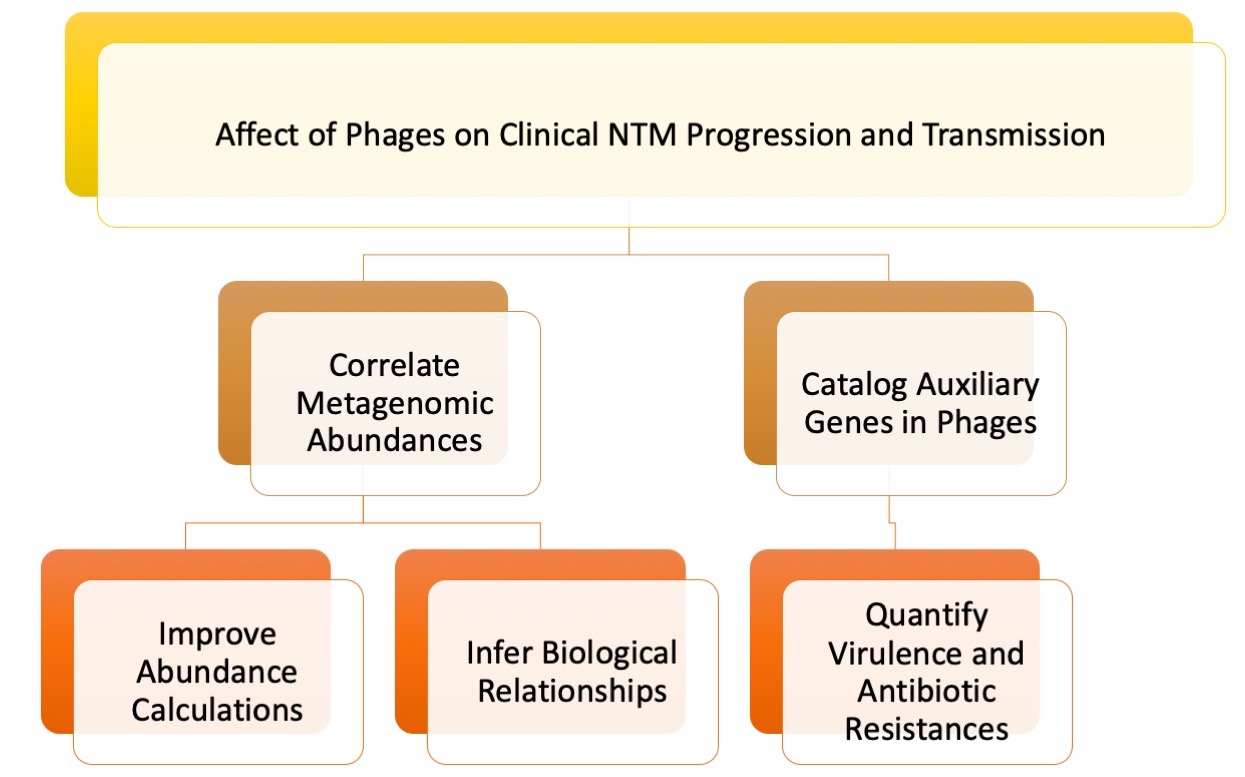 Affect of Phages on Clinical NTM Progression and Transmission
Correlate
Metagenomic
Abundances
Catalog Auxiliary
Genes in Phages
Improve
Abundance
Calculations
Infer Biological
Relationships
Quantify
Virulence and
Antibiotic
Resistances